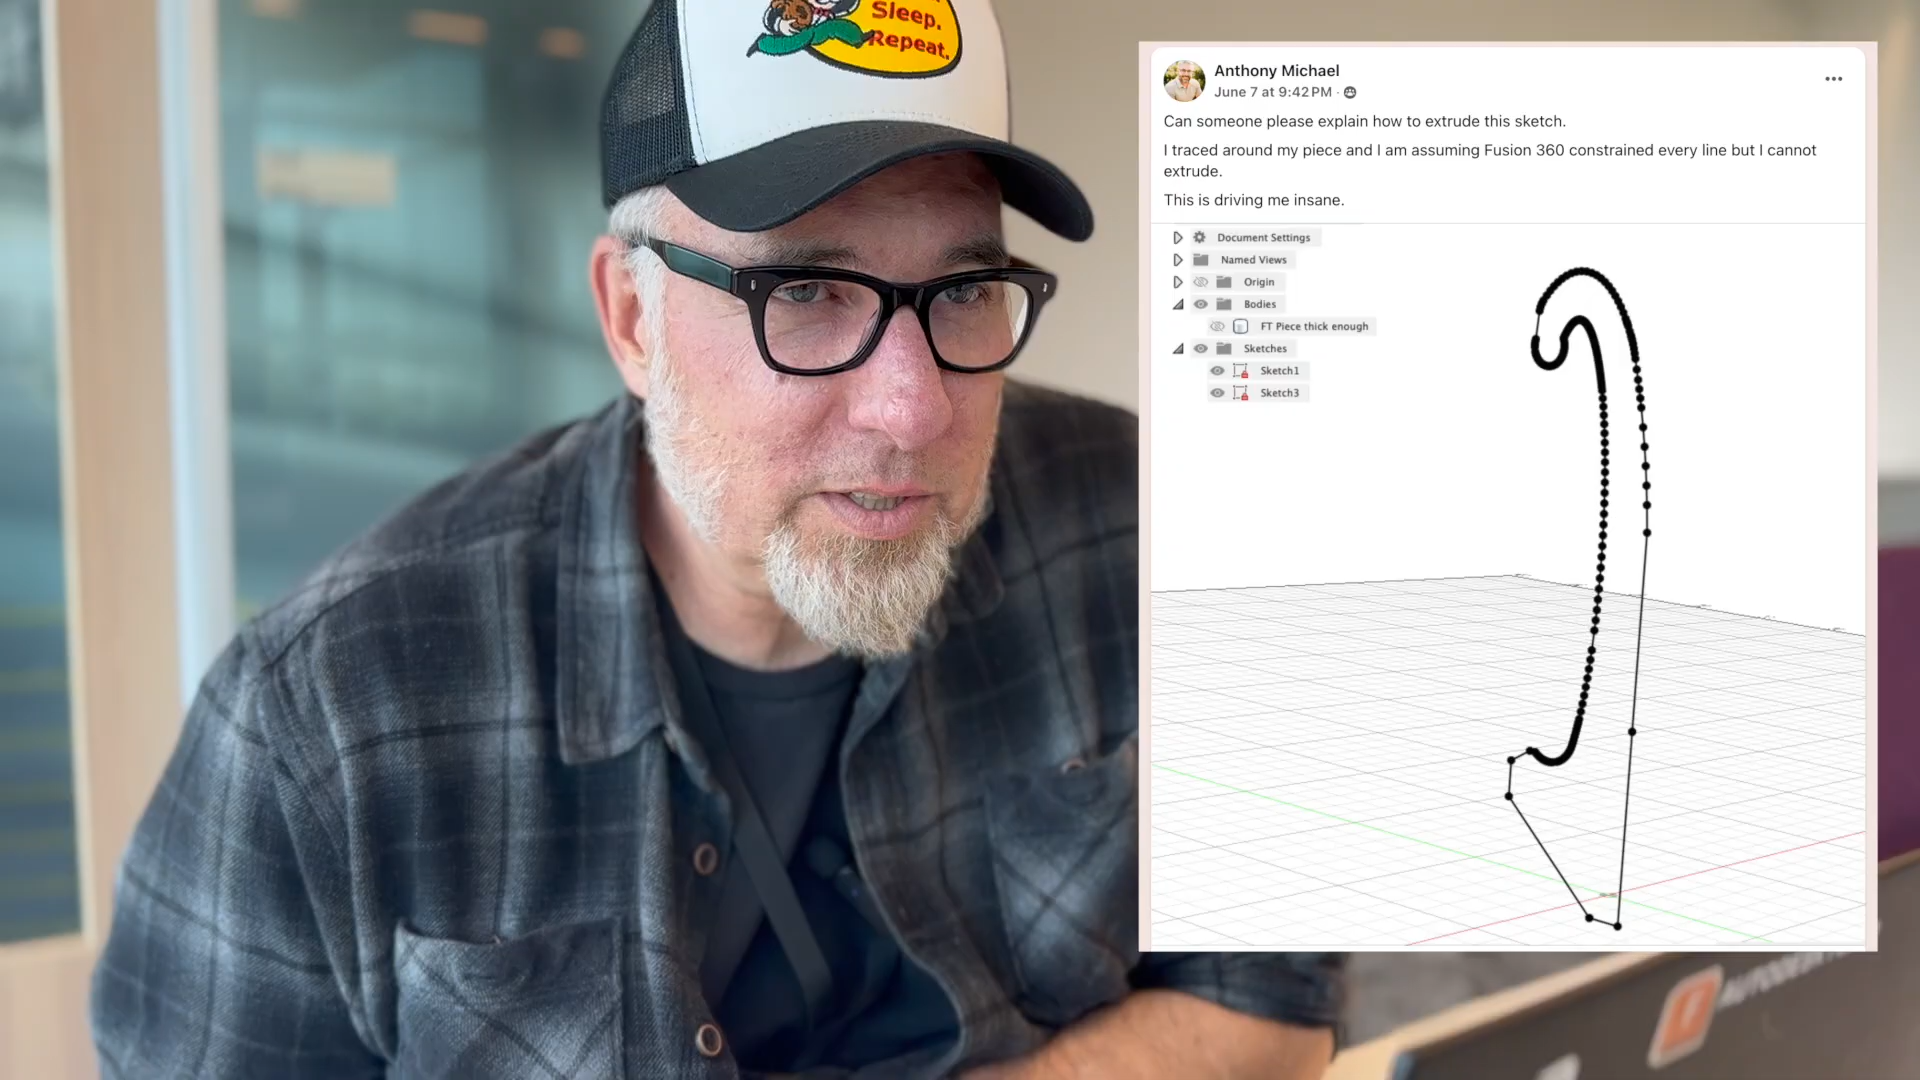 Sleep.
Repeat.
Anthony Michael
June 7 at 9:42 PM ·
Can someone please explain how to extrude this sketch.
I traced around my piece and I am assuming Fusion 360 constrained every line but I cannot
extrude.
This is driving me insane.
Document Settings
Named Views
Origin
Bodies
FT Piece thick enough
Sketches
Sketch1
Sketch3